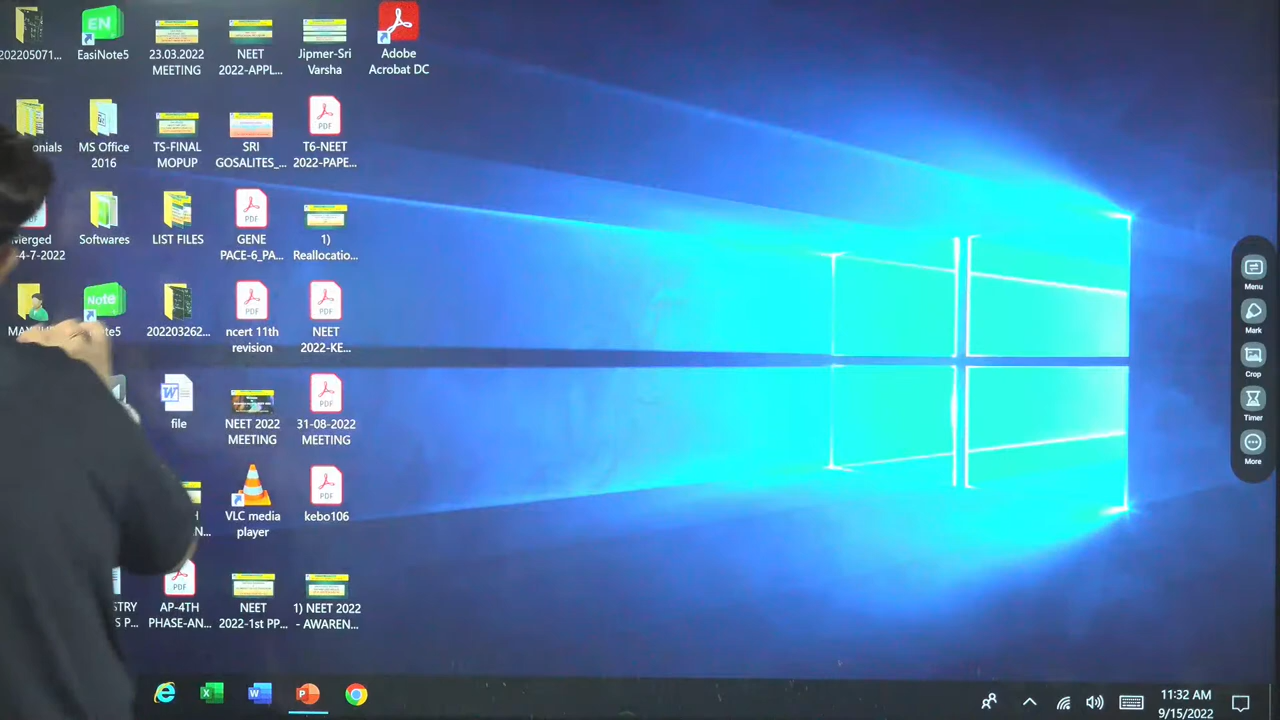 202205071...
EasiNote5
23.03.2022
MEETING
NEET
2022-APPL...
Jipmer-Sri
Varsha
Adobe
Acrobat DC
MS Office
2016
TS-FINAL
MOPUP
SRI
GOSALITES_...
T6-NEET
2022-PAPE...
Merged
-4-7-2022
Softwares
LIST FILES
GENE
PACE-6_PA...
1)
Reallocatio...
202203262...
ncert 11th
revision
NEET
2022-KE...
file
NEET 2022
MEETING
31-08-2022
MEETING
VLC media
player
kebo106
AP-4TH
PHASE-AN...
NEET
2022-1st PP...
1) NEET 2022
- AWAREN...
Menu
Mark
Crop
Timer
More
11:32 AM
9/15/2022